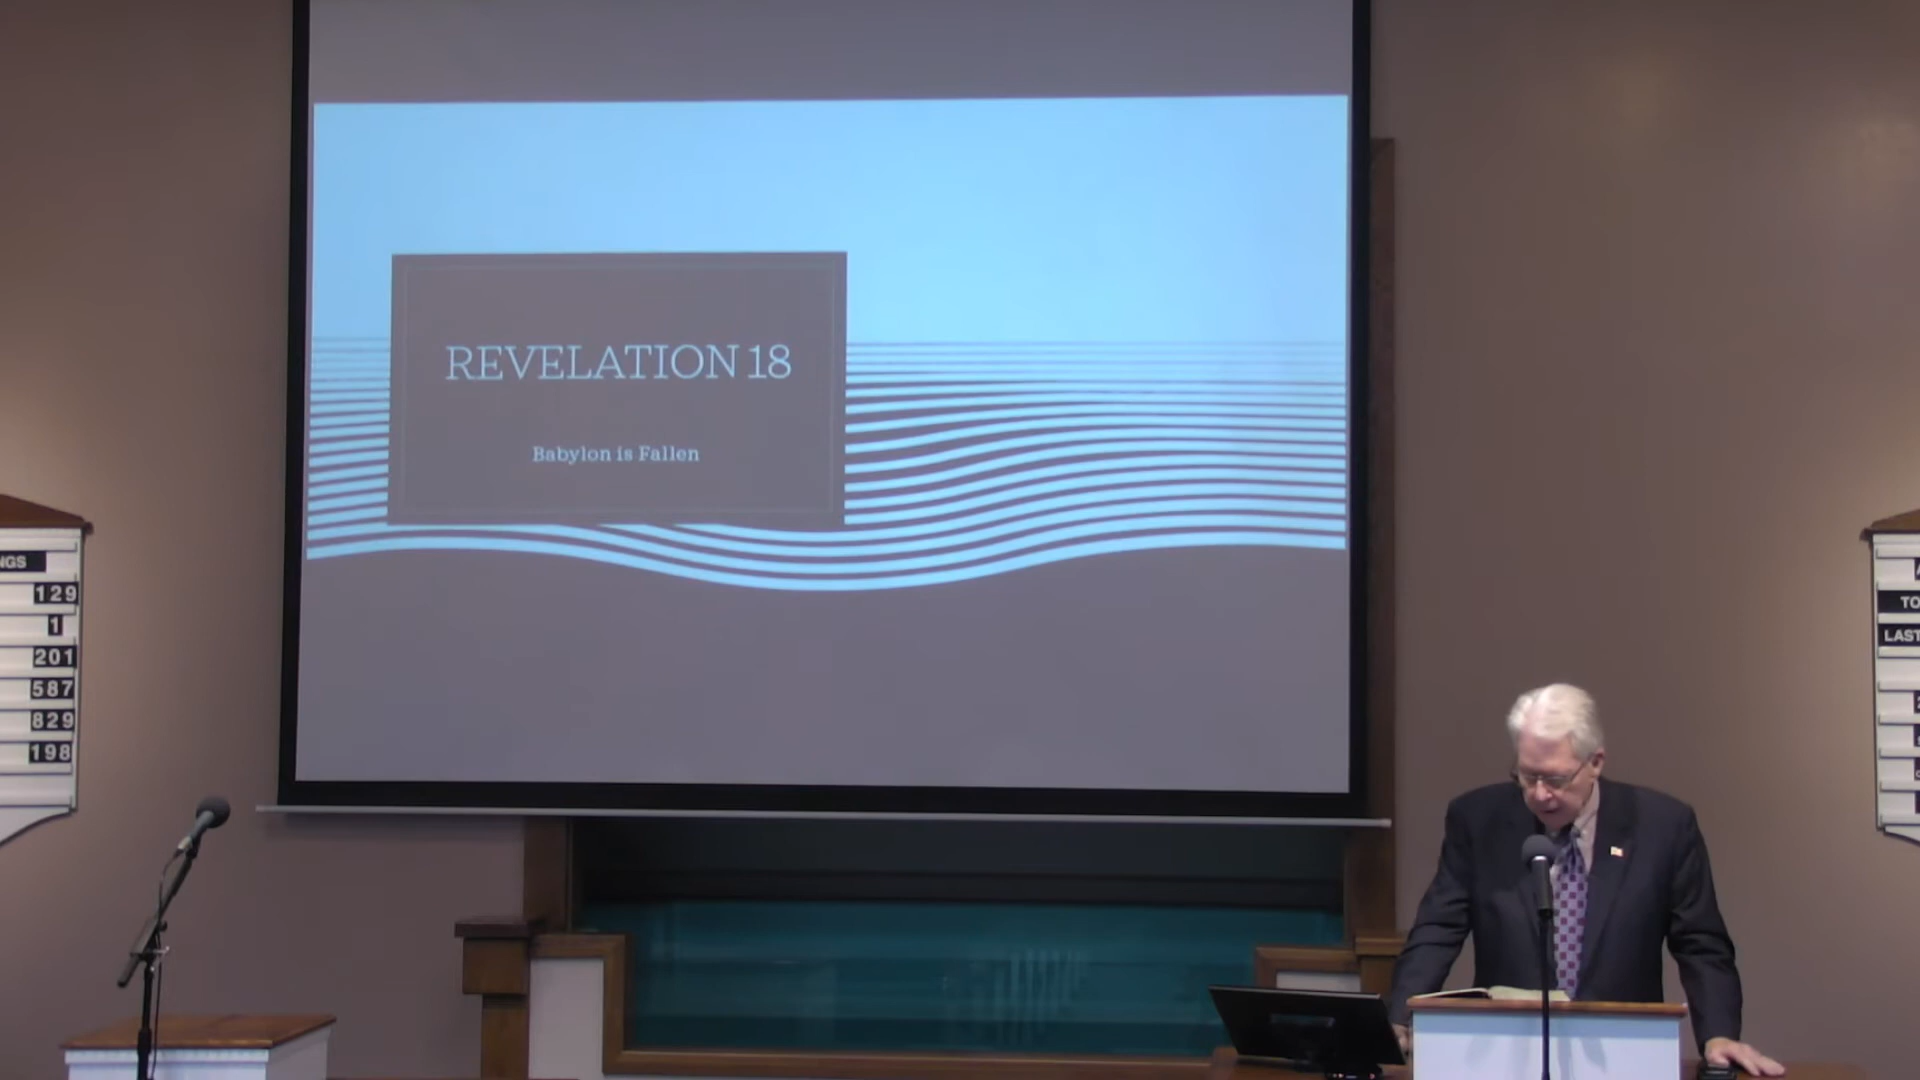 REVELATION 18
Babylon is Fallen
NGS
129
1
201
587
829
198
TO
LAST